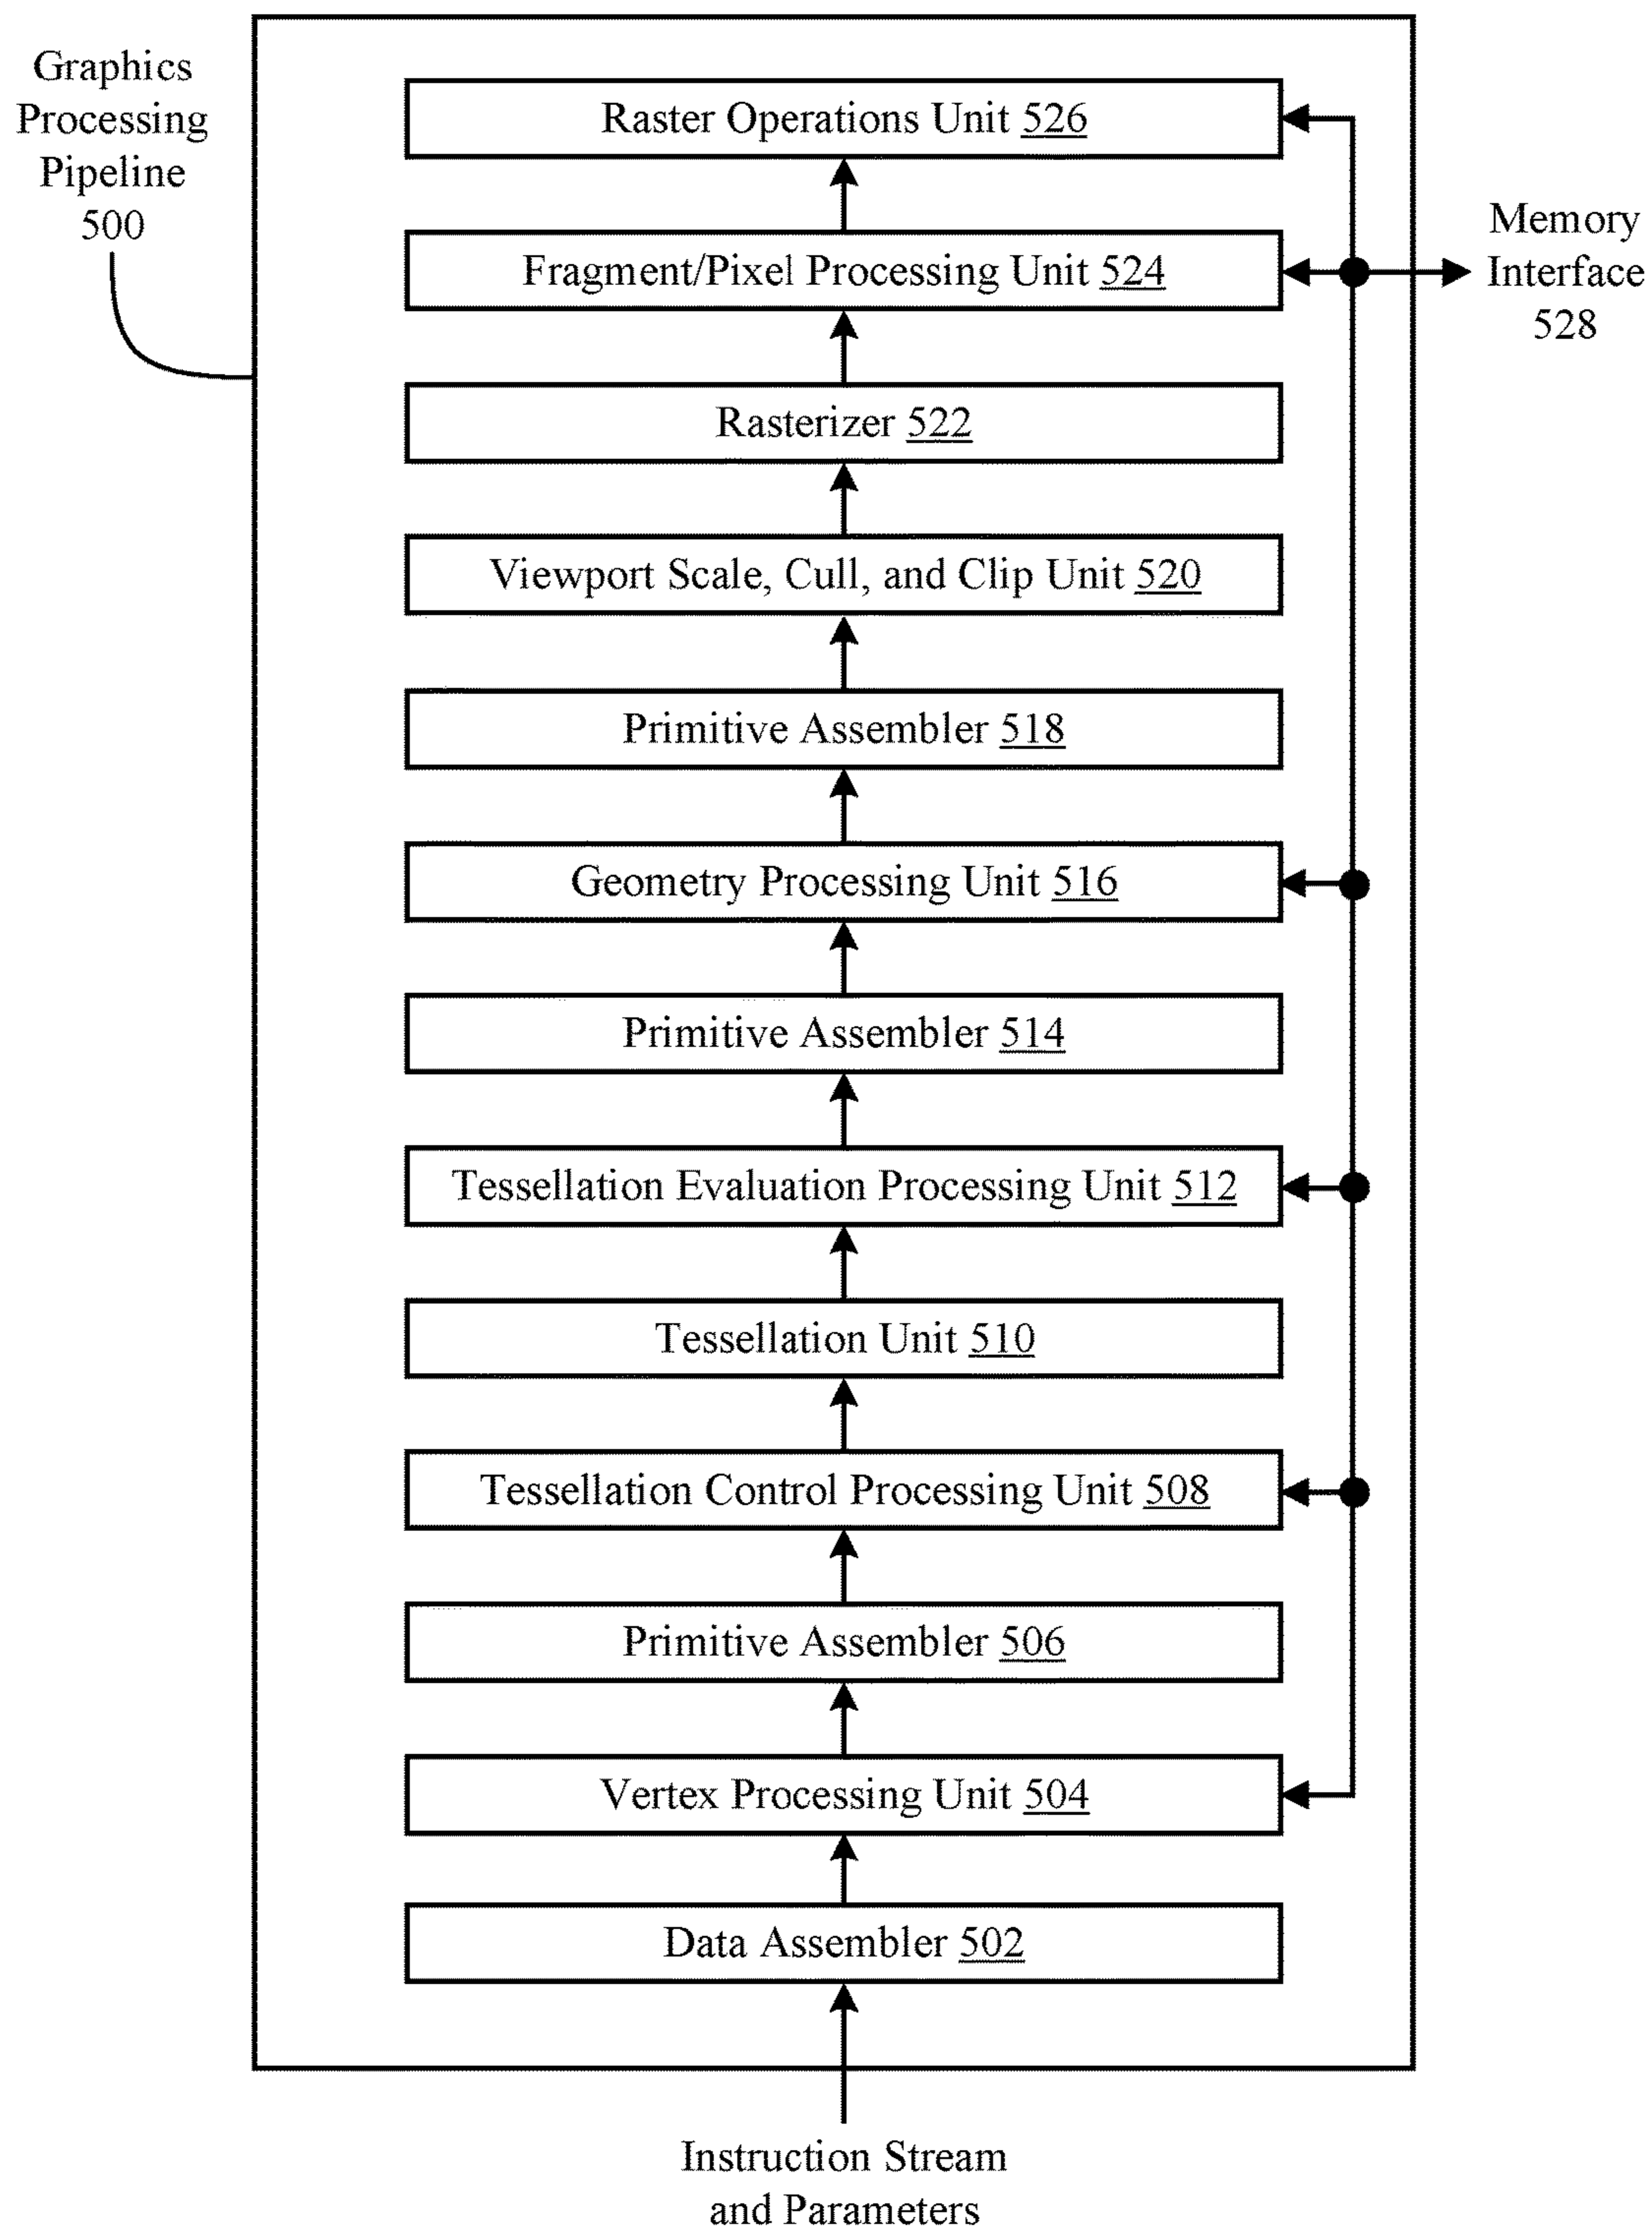 Graphics
Processing
Pipeline
500
Raster Operations Unit 526
Fragment/Pixel Processing Unit 524
Memory
Interface
528
Rasterizer 522
Viewport Scale, Cull, and Clip Unit 520
Primitive Assembler 518
Geometry Processing Unit 516
Primitive Assembler 514
Tessellation Evaluation Processing Unit 512
Tessellation Unit 510
Tessellation Control Processing Unit 508
Primitive Assembler 506
Vertex Processing Unit 504
Data Assembler 502
Instruction Stream
and Parameters